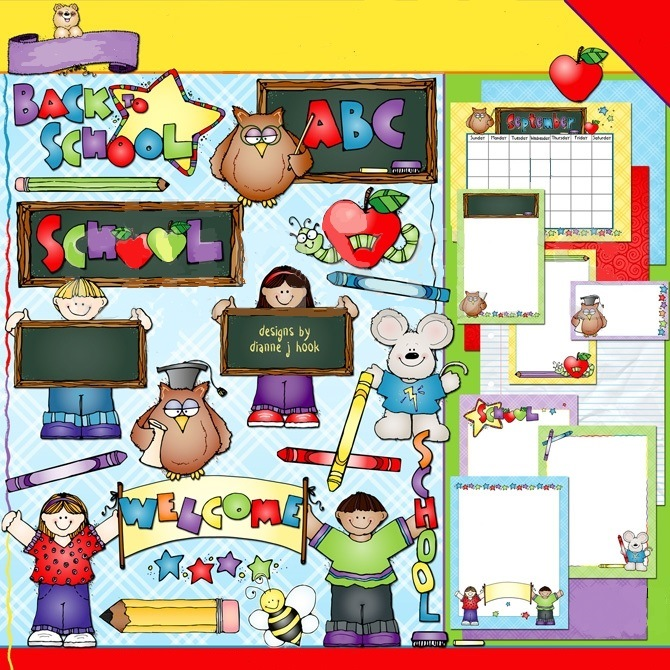 BACK TO
SCHOOL
ABC
SCHOOL
designs by
dianne j hook
WELCOME
SCHOOL
September
Sunday Monday Tuesday Wednesday Thursday Friday Saturday
SCHOOL